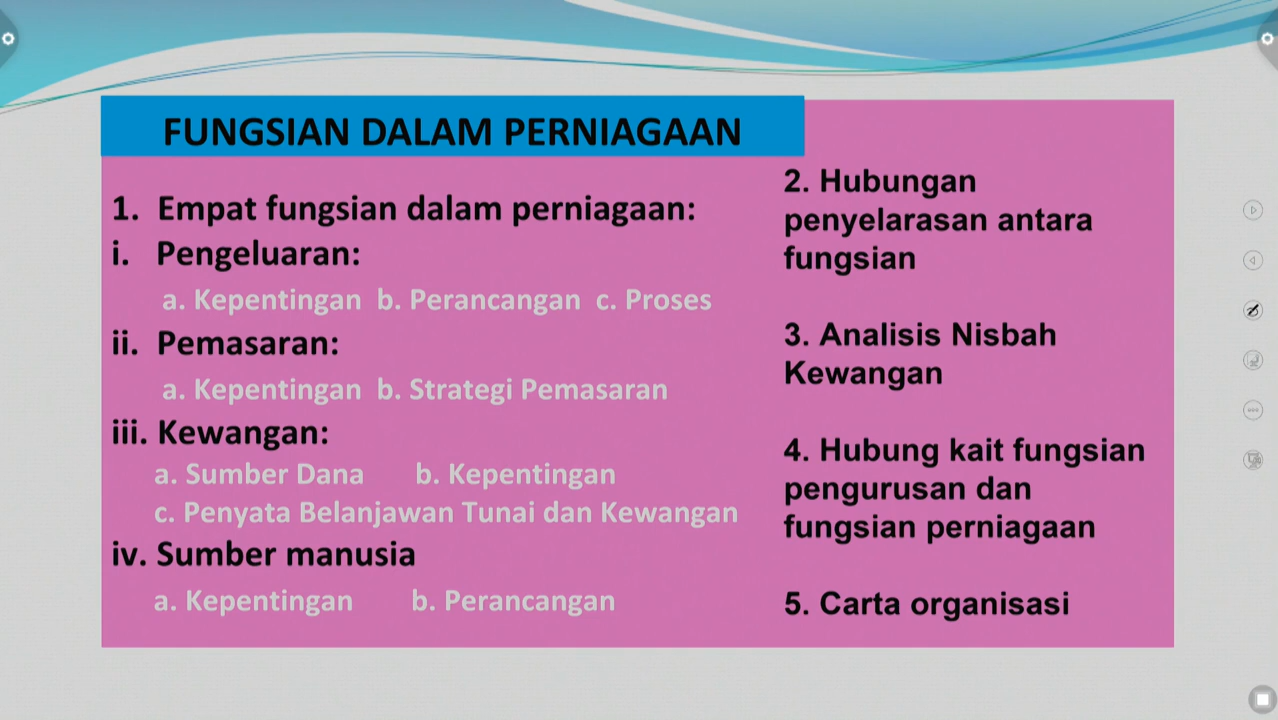 FUNGSIAN DALAM PERNIAGAAN
1. Empat fungsian dalam perniagaan:
i. Pengeluaran:
a. Kepentingan b. Perancangan c. Proses
ii. Pemasaran:
a. Kepentingan b. Strategi Pemasaran
iii. Kewangan:
a. Sumber Dana b. Kepentingan
c. Penyata Belanjawan Tunai dan Kewangan
iv. Sumber manusia
a. Kepentingan b. Perancangan
2. Hubungan
penyelarasan antara
fungsian
3. Analisis Nisbah
Kewangan
4. Hubung kait fungsian
pengurusan dan
fungsian perniagaan
5. Carta organisasi